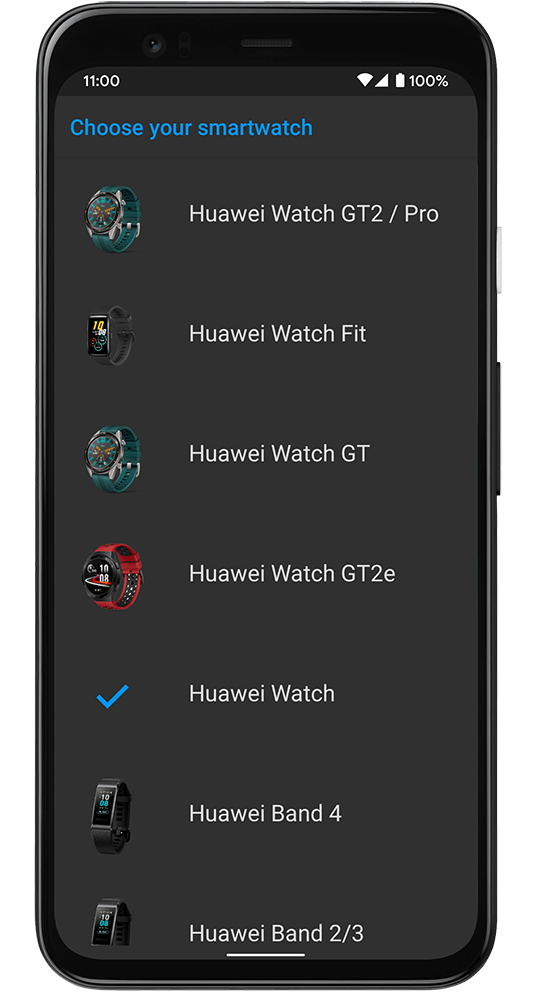 11:00 100%
Choose your smartwatch
Huawei Watch GT2 / Pro
Huawei Watch Fit
Huawei Watch GT
Huawei Watch GT2e
Huawei Watch
Huawei Band 4
Huawei Band 2/3